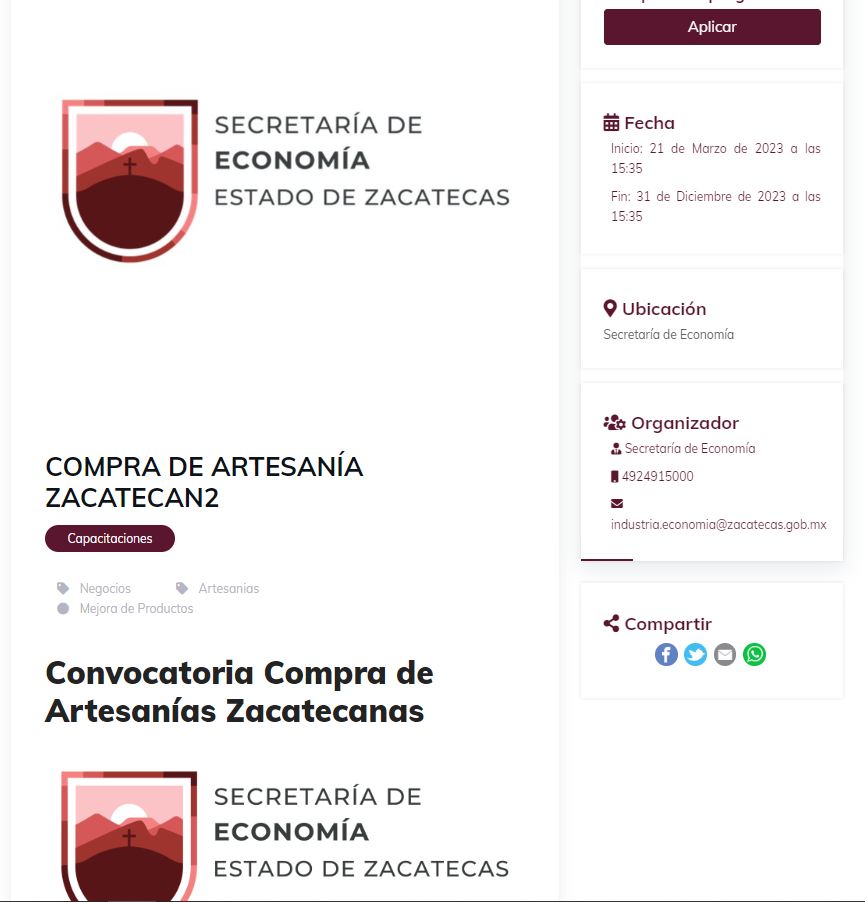 SECRETARÍA DE
ECONOMÍA
ESTADO DE ZACATECAS
COMPRA DE ARTESANÍA
ZACATECAN2
Capacitaciones
Negocios
Artesanias
Mejora de Productos
Convocatoria Compra de
Artesanías Zacatecanas
SECRETARÍA DE
ECONOMÍA
ESTADO DE ZACATECAS
Aplicar
Fecha
Inicio: 21 de Marzo de 2023 a las
15:35
Fin: 31 de Diciembre de 2023 a las
15:35
Ubicación
Secretaría de Economía
Organizador
Secretaría de Economía
4924915000
industria.economia@zacatecas.gob.mx
Compartir